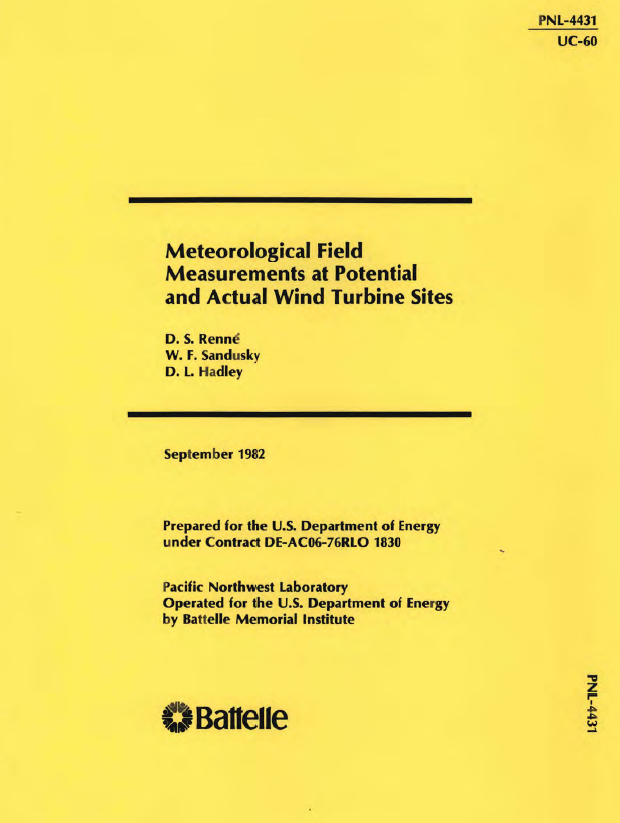 PNL-4431
UC-60
Meteorological Field
Measurements at Potential
and Actual Wind Turbine Sites
D. S. Renné
W. F. Sandusky
D. L. Hadley
September 1982
Prepared for the U.S. Department of Energy
under Contract DE-AC06-76RLO 1830
Pacific Northwest Laboratory
Operated for the U.S. Department of Energy
by Battelle Memorial Institute
Battelle
PNL-4431